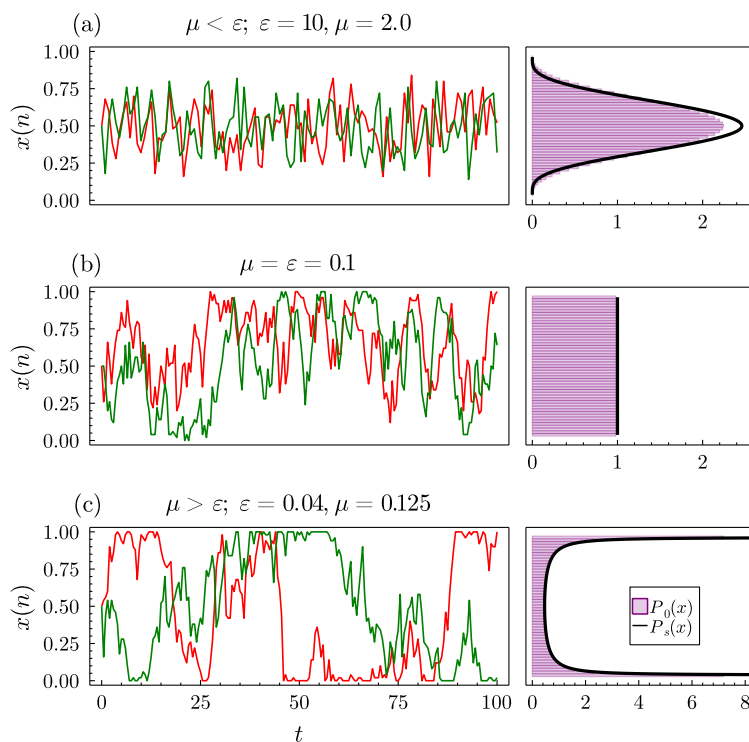 (a) μ < ε; ε = 10, μ = 2.0
1.00
0.75
0.50
0.25
0.00
x(n)
0 1 2
(b) μ = ε = 0.1
1.00
0.75
0.50
0.25
0.00
x(n)
0 1 2
(c) μ > ε; ε = 0.04, μ = 0.125
1.00
0.75
0.50
0.25
0.00
x(n)
0 25 50 75 100
t
P₀(x)
Pₛ(x)
0 2 4 6 8